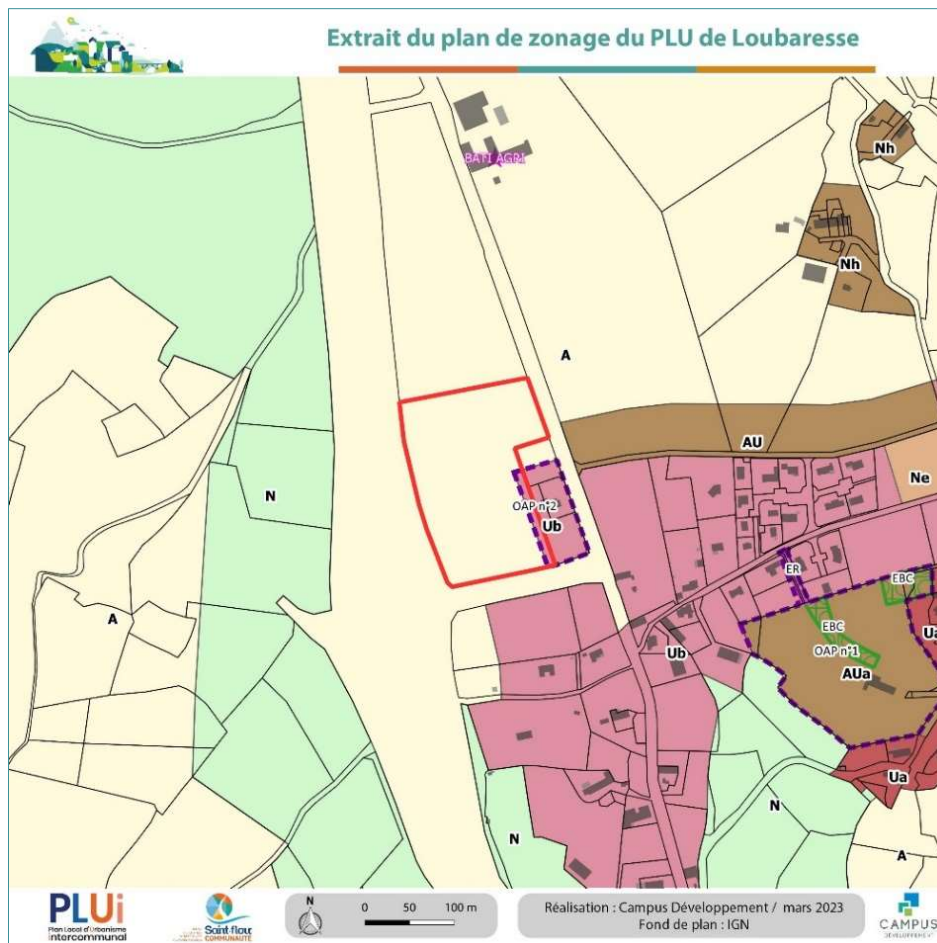 Extrait du plan de zonage du PLU de Loubaresse
BATI AGRI
Nh
Nh
A
AU
Ne
N
OAP n°2
Ub
ER
EBC
EBC
OAP n°1
AUa
Ua
A
Ub
Ua
N
N
A
PLUi
Plan Local d'Urbanisme
intercommunal
Saint-flour
COMMUNAUTÉ
N
0 50 100 m
Réalisation : Campus Développement / mars 2023
Fond de plan : IGN
CAMPUS
DÉVELOPPEMENT